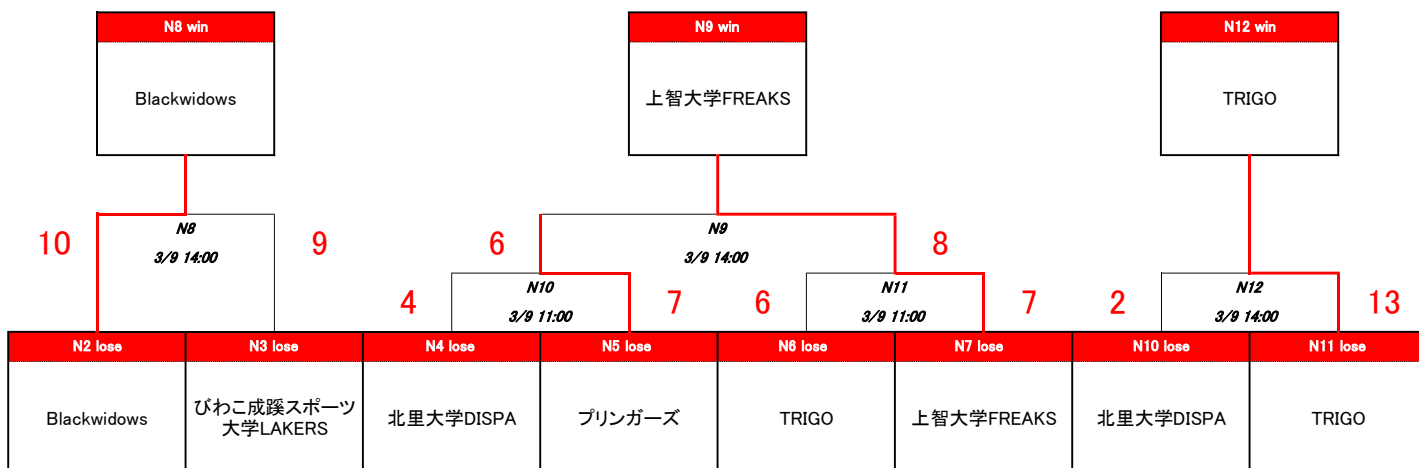 N8 win
N9 win
N12 win
Blackwidows
上智大学FREAKS
TRIGO
10
N8
3/9 14:00
9
6
N9
3/9 14:00
8
4
N10
3/9 11:00
7
6
N11
3/9 11:00
7
2
N12
3/9 14:00
13
N2 lose
N3 lose
N4 lose
N5 lose
N6 lose
N7 lose
N10 lose
N11 lose
Blackwidows
びわこ成蹊スポーツ
大学LAKERS
北里大学DISPA
プリンガーズ
TRIGO
上智大学FREAKS
北里大学DISPA
TRIGO